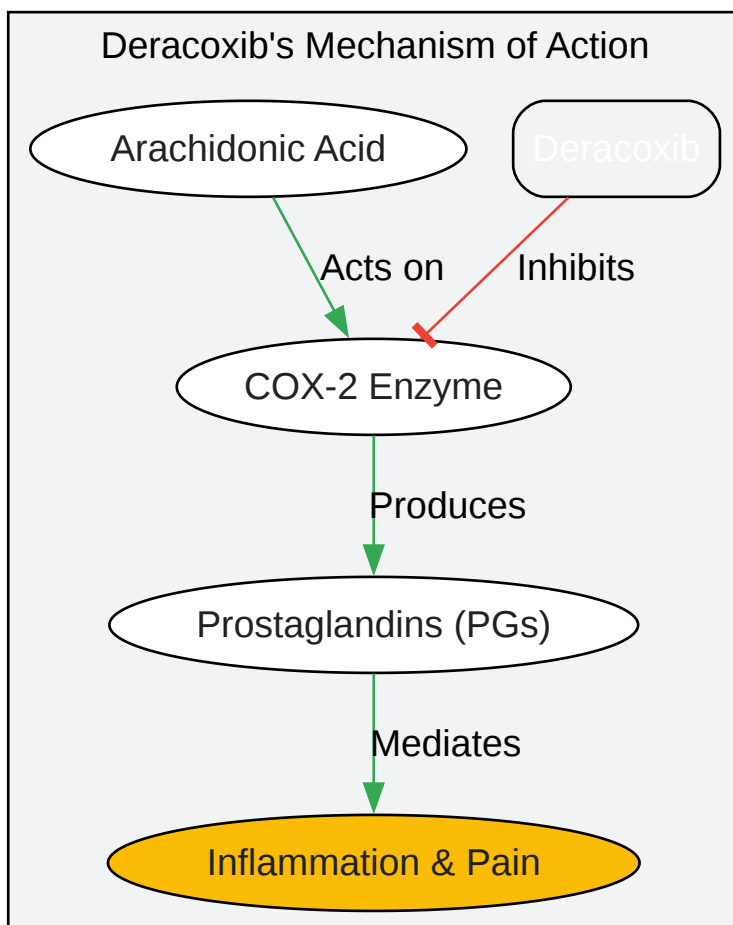 Deracoxib's Mechanism of Action
Arachidonic Acid
Deracoxib
Acts on
Inhibits
COX-2 Enzyme
Produces
Prostaglandins (PGs)
Mediates
Inflammation & Pain